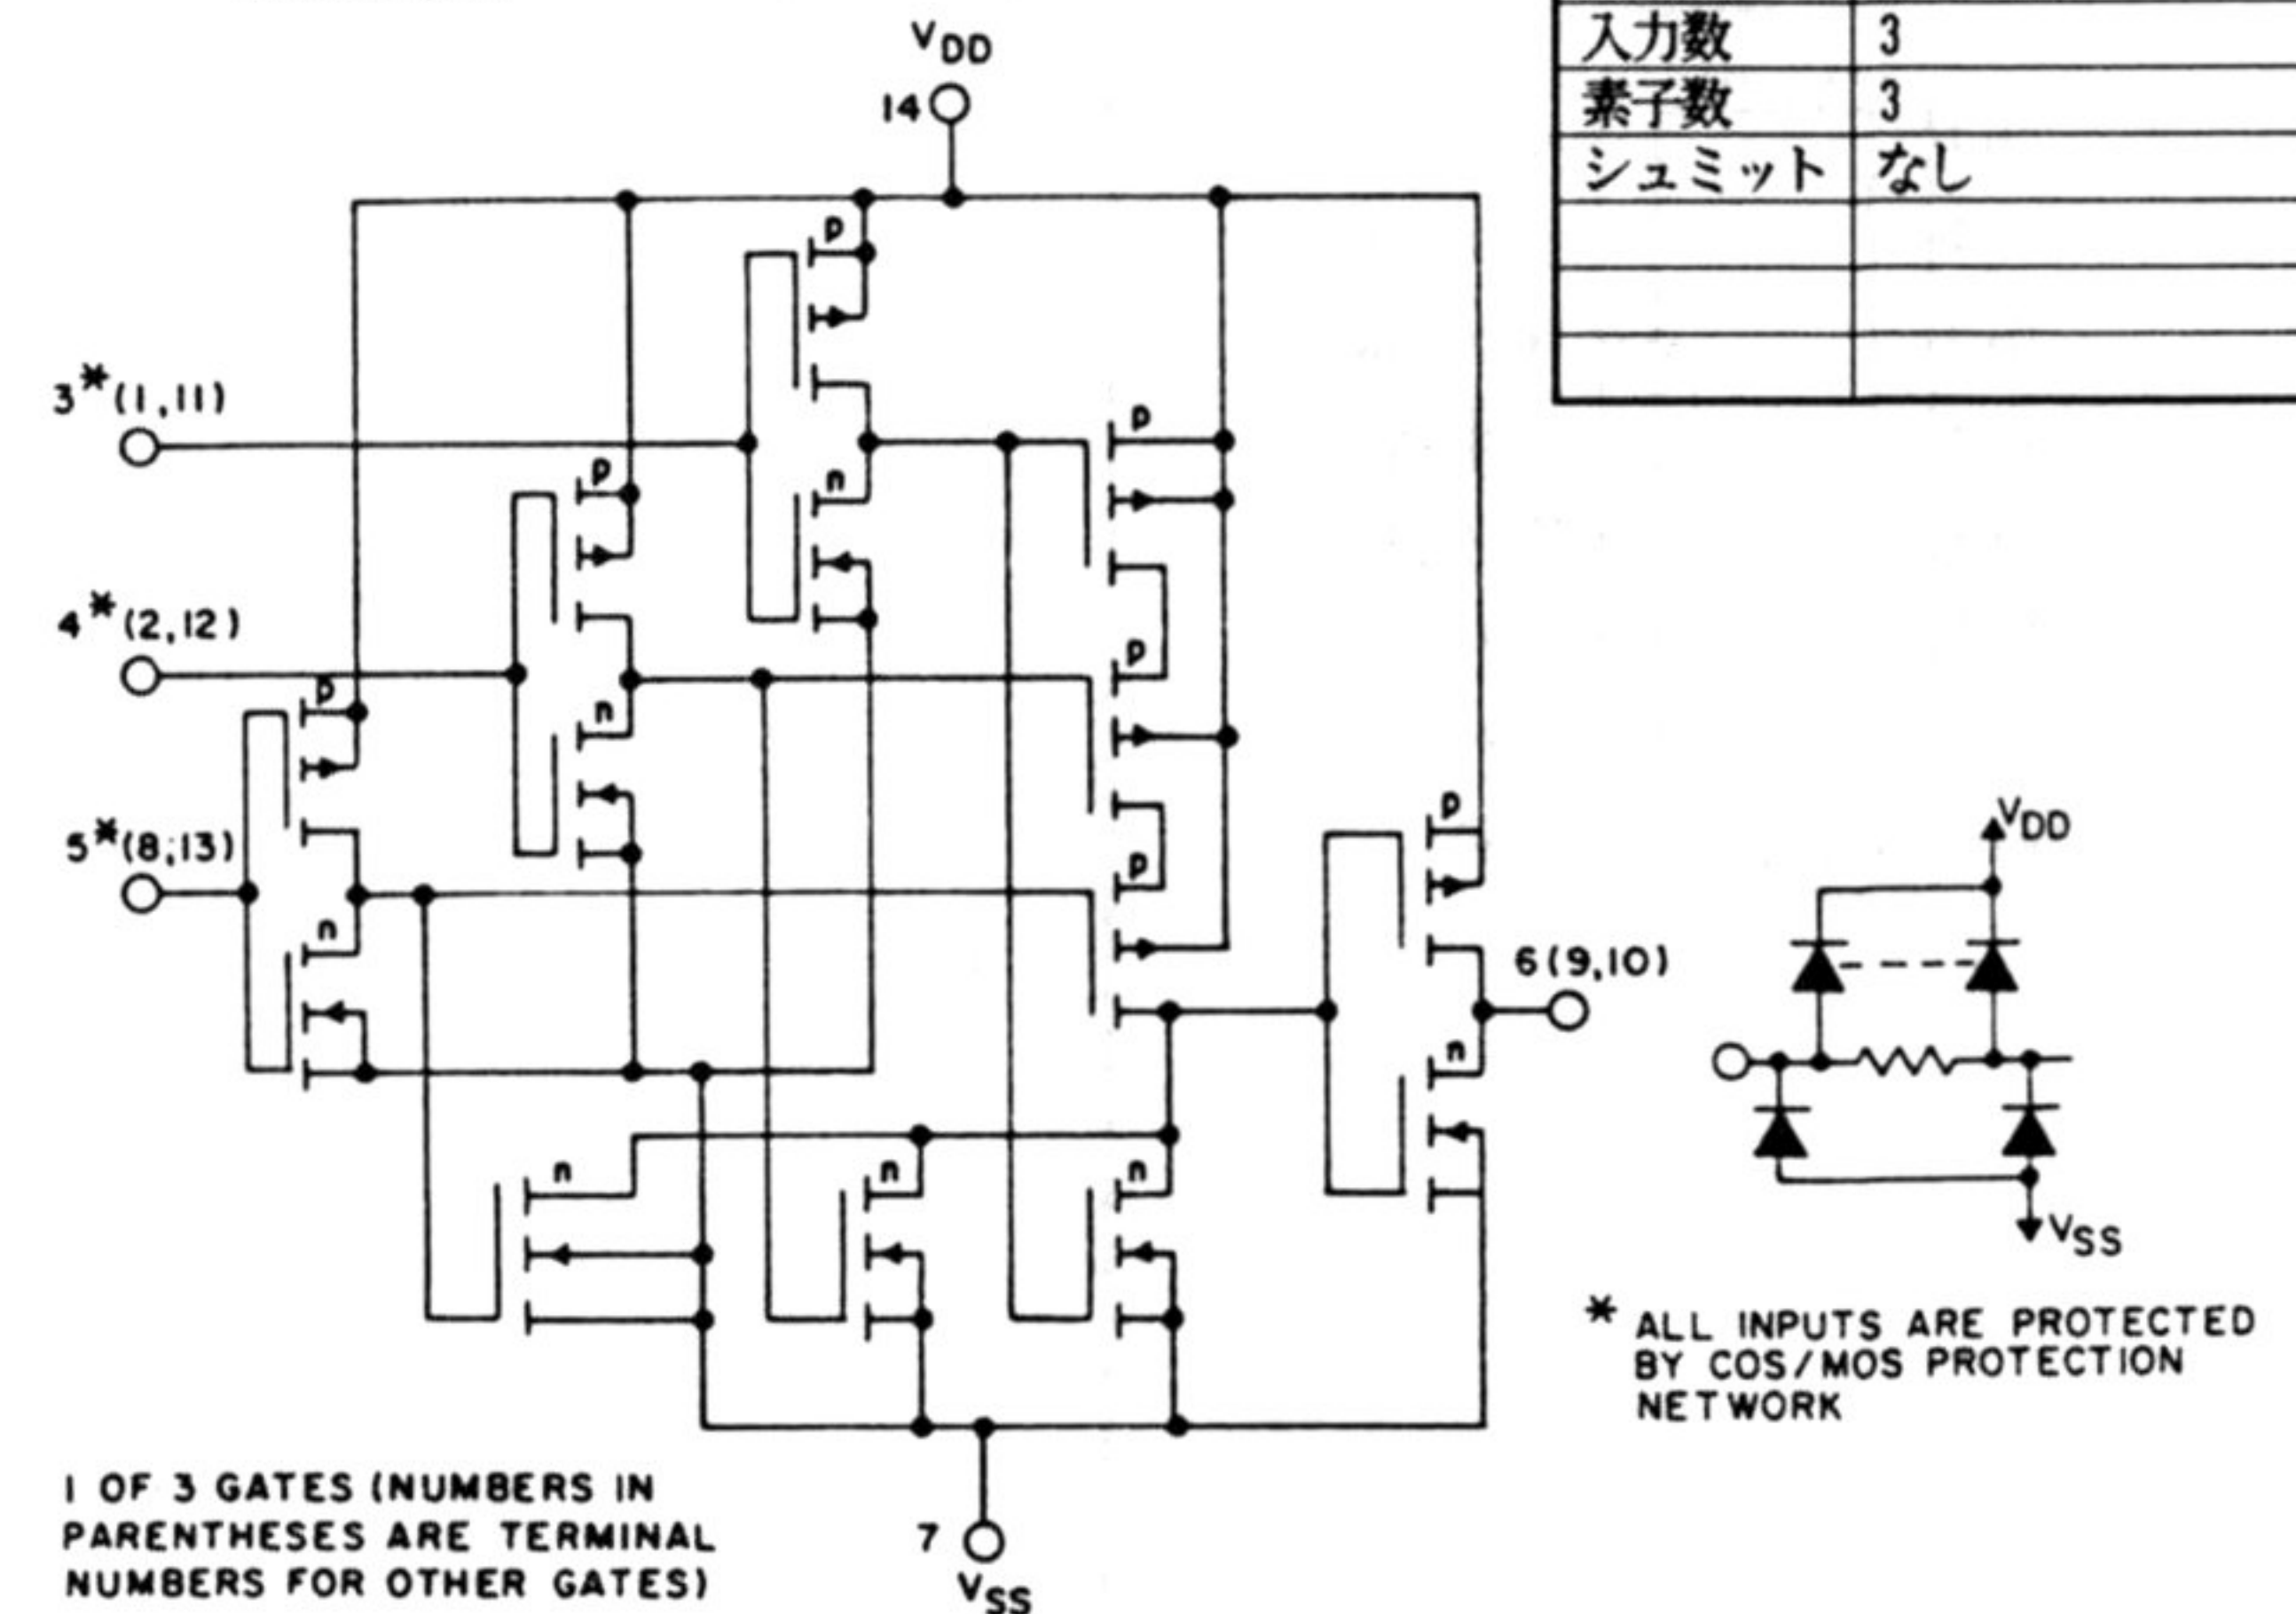 入力数 3
素子数 3
シュミット なし
VDD
14
p
3*(1,11)
p
p
n
4*(2,12)
p
p
n
5*(8;13)
p
p
n
6(9,10)
n
n
n
n
VDD
VSS
* ALL INPUTS ARE PROTECTED
BY COS/MOS PROTECTION
NETWORK
1 OF 3 GATES (NUMBERS IN
PARENTHESES ARE TERMINAL
NUMBERS FOR OTHER GATES)
7
VSS